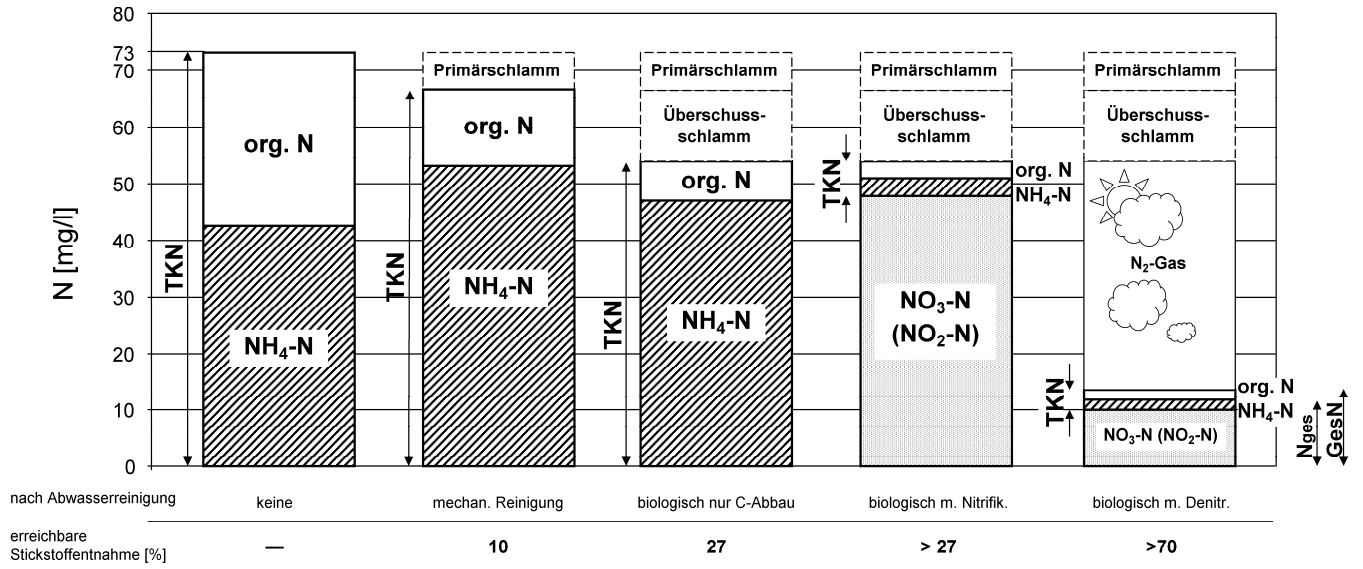 80
73
70
60
50
40
30
20
10
0
N [mg/l]
TKN
org. N
NH₄-N
TKN
Primärschlamm
org. N
NH₄-N
TKN
Primärschlamm
Überschuss-
schlamm
org. N
NH₄-N
TKN
Primärschlamm
Überschuss-
schlamm
org. N
NH₄-N
NO₃-N
(NO₂-N)
TKN
Primärschlamm
Überschuss-
schlamm
N₂-Gas
org. N
NH₄-N
NO₃-N (NO₂-N)
Nges
GesN
nach Abwasserreinigung keine mechan. Reinigung biologisch nur C-Abbau biologisch m. Nitrifik. biologisch m. Denitr.
erreichbare
Stickstoffentnahme [%] — 10 27 > 27 >70